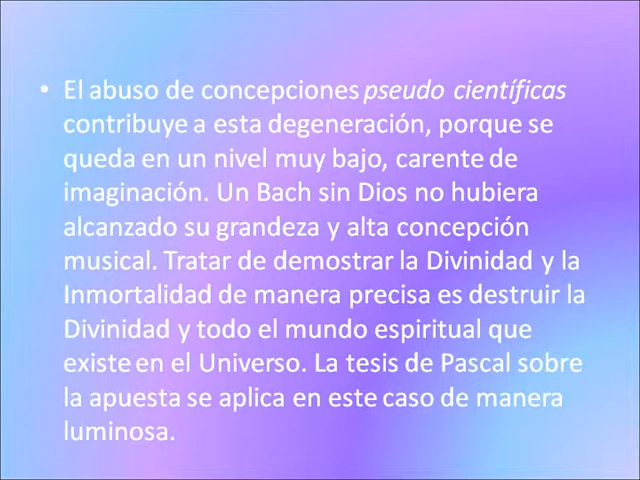 • El abuso de concepciones pseudo científicas
contribuye a esta degeneración, porque se
queda en un nivel muy bajo, carente de
imaginación. Un Bach sin Dios no hubiera
alcanzado su grandeza y alta concepción
musical. Tratar de demostrar la Divinidad y la
Inmortalidad de manera precisa es destruir la
Divinidad y todo el mundo espiritual que
existe en el Universo. La tesis de Pascal sobre
la apuesta se aplica en este caso de manera
luminosa.